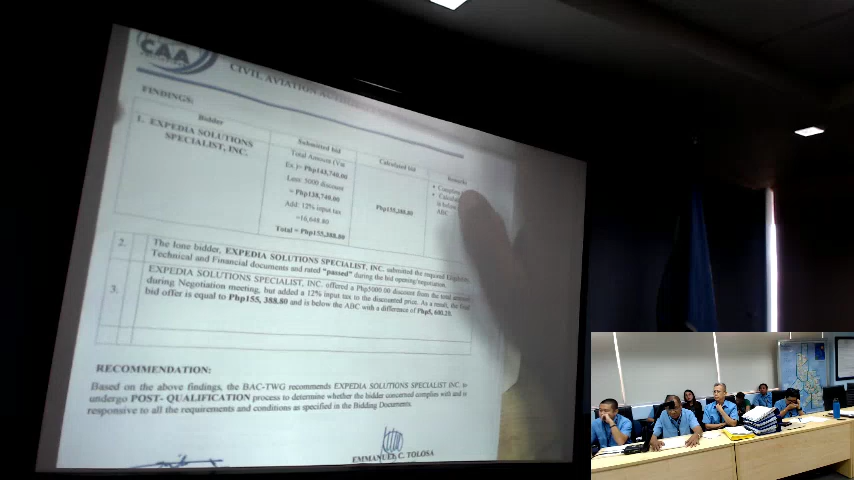 CAA
CIVIL AVIATION
FINDINGS:
Bidder
Submitted bid
Calculated bid
Remarks
1. EXPEDIA SOLUTIONS
SPECIALIST, INC.
Total Amount (Vat
Ex.)= Php143,740.00
Less: 5000 discount
= Php138,740.00
Add: 12% input tax
=16,648.80
Total = Php155,388.80
Php155,388.80
• Complies
• Calculated
is below
ABC
2. The lone bidder, EXPEDIA SOLUTIONS SPECIALIST, INC. submitted the required
Technical and Financial documents and rated "passed" during the bid opening/negotiation.
3. EXPEDIA SOLUTIONS SPECIALIST, INC. offered a Php5000.00 discount from the total
during Negotiation meeting, but added a 12% input tax to the discounted price. As a result, the
bid offer is equal to Php155, 388.80 and is below the ABC with a difference of Php5, 600.20.
RECOMMENDATION:
Based on the above findings, the BAC-TWG recommends EXPEDIA SOLUTIONS SPECIALIST INC. to
undergo POST- QUALIFICATION process to determine whether the bidder concerned complies with and is
responsive to all the requirements and conditions as specified in the Bidding Documents.
EMMANUEL C. TOLOSA